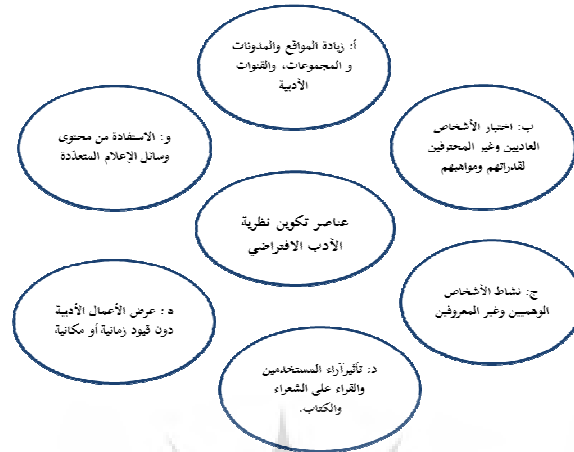 أ: زيادة المواقع والمدونات
و المجموعات، والقنوات
الأدبية
ب: اختبار الأشخاص
العاديين وغير المحترفين
لقدراتهم ومواهبهم
ج: نشاط الأشخاص
الوهميين وغير المعروفين
د: تأثيرآراء المستخدمين
والقراء على الشعراء
والكتاب.
ه: عرض الأعمال الأدبية
دون قيود زمانية أو مكانية
و: الاستفادة من محتوى
وسائل الإعلام المتعدّدة
عناصر تكوين نظرية
الأدب الافتراضي